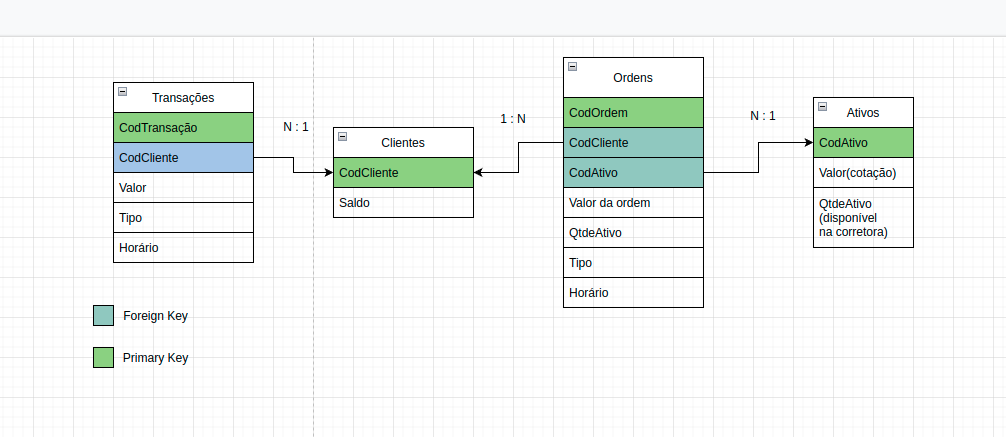 Transações
CodTransação
CodCliente
Valor
Tipo
Horário
N : 1
Clientes
CodCliente
Saldo
1 : N
Ordens
CodOrdem
CodCliente
CodAtivo
Valor da ordem
QtdeAtivo
Tipo
Horário
N : 1
Ativos
CodAtivo
Valor(cotação)
QtdeAtivo
(disponível
na corretora)
Foreign Key
Primary Key